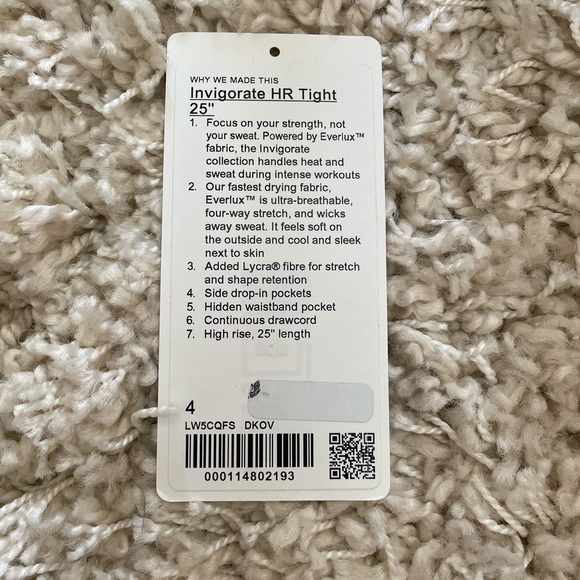 WHY WE MADE THIS
Invigorate HR Tight
25"
1. Focus on your strength, not
your sweat. Powered by Everlux™
fabric, the Invigorate
collection handles heat and
sweat during intense workouts
2. Our fastest drying fabric,
Everlux™ is ultra-breathable,
four-way stretch, and wicks
away sweat. It feels soft on
the outside and cool and sleek
next to skin
3. Added Lycra® fibre for stretch
and shape retention
4. Side drop-in pockets
5. Hidden waistband pocket
6. Continuous drawcord
7. High rise, 25" length
4
LW5CQFS DKOV
000114802193